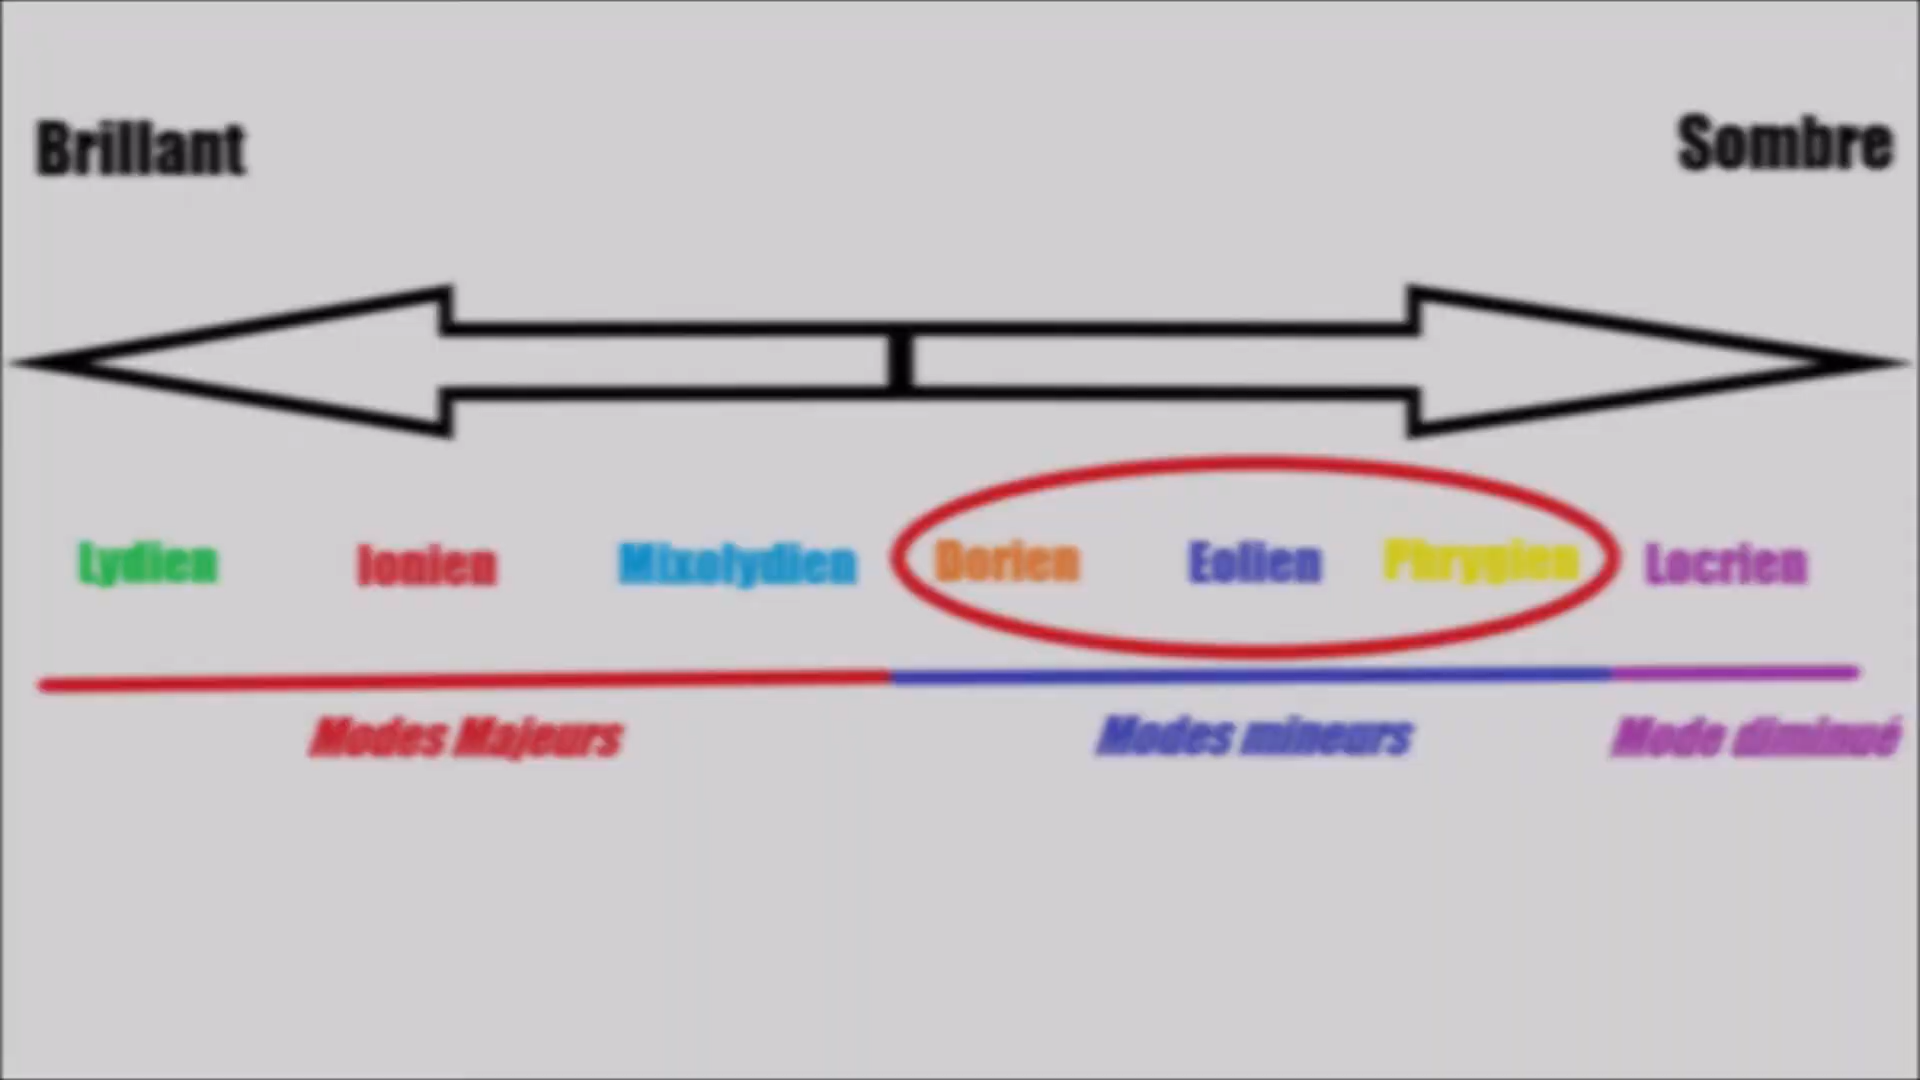 Brillant Sombre
Lydien Ionien Mixolydien Dorien Eolien Phrygien Locrien
Modes Majeurs Modes mineurs Mode diminué